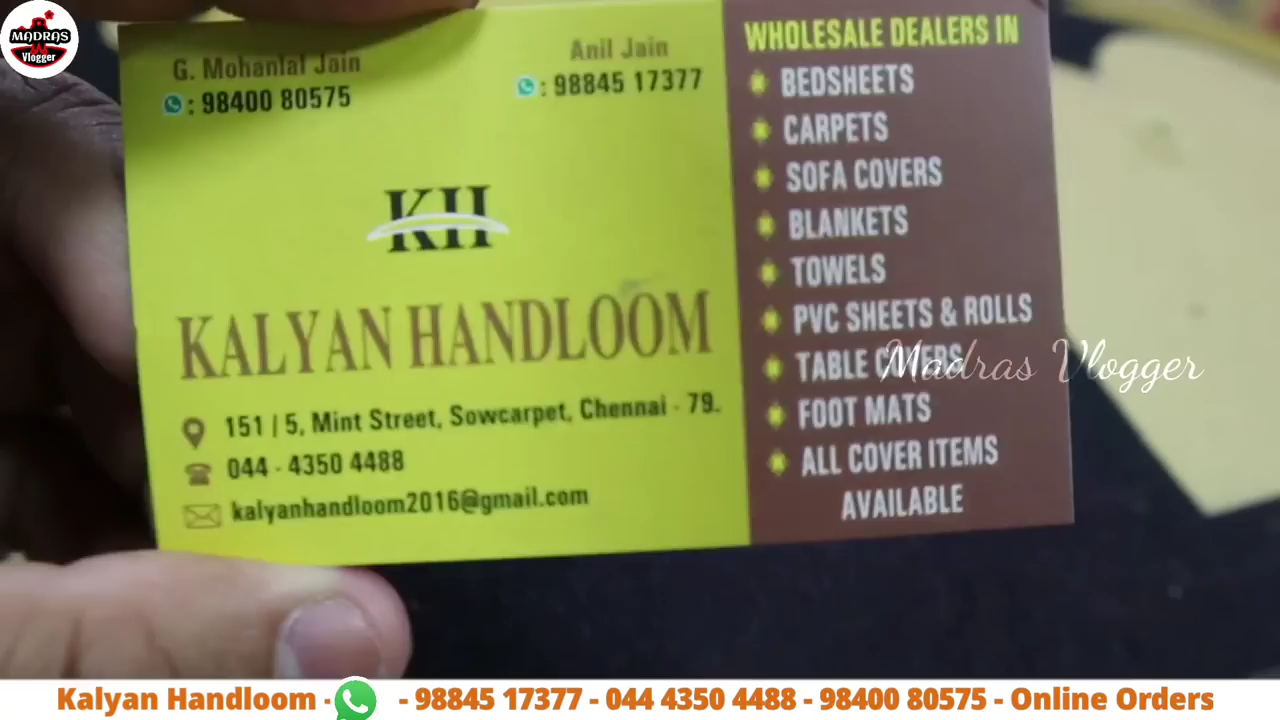 MADRAS
Vlogger
G. Mohanlal Jain
: 98400 80575
Anil Jain
: 98845 17377
KH
KALYAN HANDLOOM
151 / 5, Mint Street, Sowcarpet, Chennai - 79.
044 - 4350 4488
kalyanhandloom2016@gmail.com
WHOLESALE DEALERS IN
BEDSHEETS
CARPETS
SOFA COVERS
BLANKETS
TOWELS
PVC SHEETS & ROLLS
TABLE COVERS
FOOT MATS
ALL COVER ITEMS
AVAILABLE
Madras Vlogger
Kalyan Handloom - - 98845 17377 - 044 4350 4488 - 98400 80575 - Online Orders